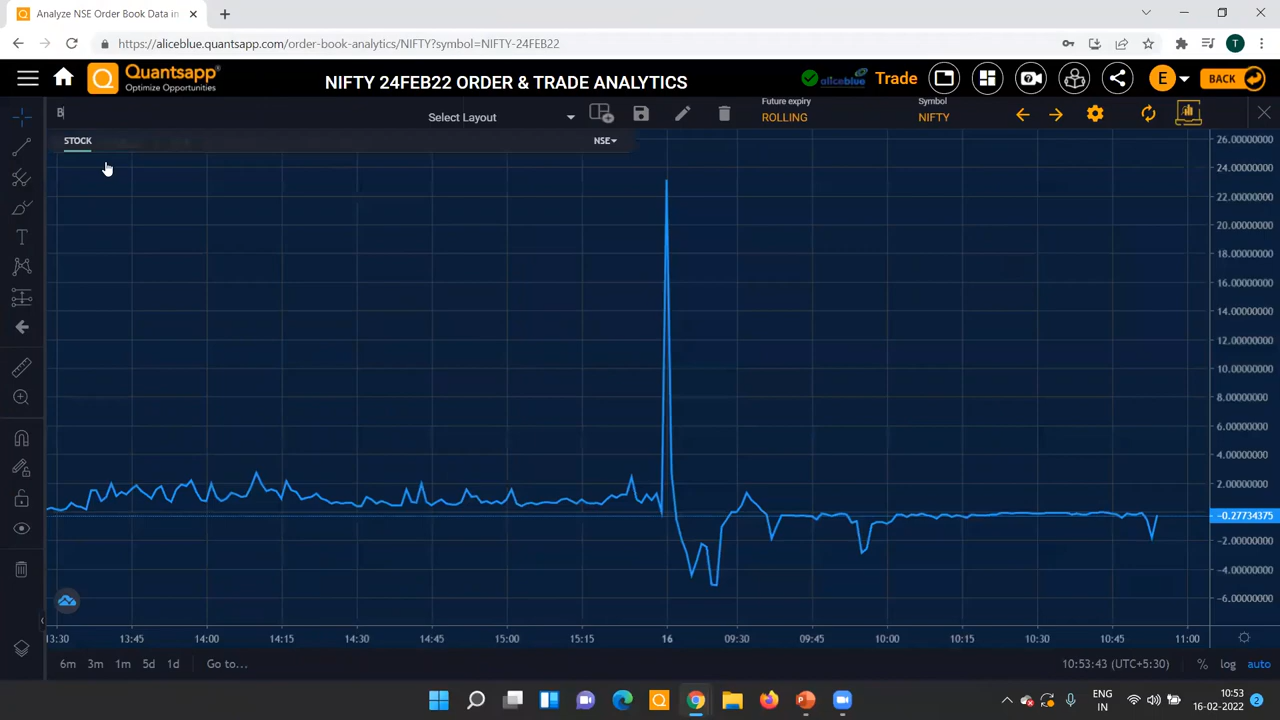 Analyze NSE Order Book Data in
https://aliceblue.quantsapp.com/order-book-analytics/NIFTY?symbol=NIFTY-24FEB22
T
Quantsapp
Optimize Opportunities
NIFTY 24FEB22 ORDER & TRADE ANALYTICS
aliceblue
Trade
E
BACK
B
Select Layout
Future expiry
ROLLING
Symbol
NIFTY
STOCK
NSE
26.00000000
24.00000000
22.00000000
20.00000000
18.00000000
16.00000000
14.00000000
12.00000000
10.00000000
8.00000000
6.00000000
4.00000000
2.00000000
-0.27734375
-2.00000000
-4.00000000
-6.00000000
13:30 13:45 14:00 14:15 14:30 14:45 15:00 15:15 16 09:30 09:45 10:00 10:15 10:30 10:45 11:00
6m 3m 1m 5d 1d Go to...
10:53:43 (UTC+5:30) % log auto
ENG
IN
10:53
16-02-2022
2